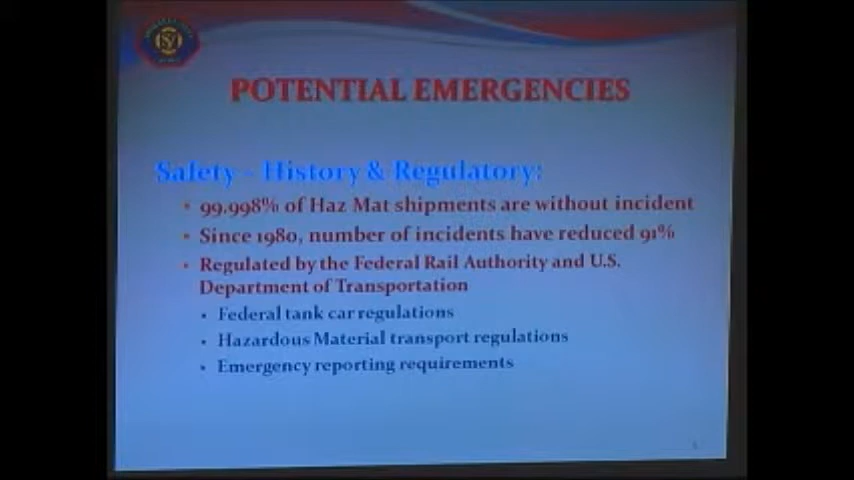 POTENTIAL EMERGENCIES
Safety – History & Regulatory:
• 99.998% of Haz Mat shipments are without incident
• Since 1980, number of incidents have reduced 91%
• Regulated by the Federal Rail Authority and U.S.
Department of Transportation
• Federal tank car regulations
• Hazardous Material transport regulations
• Emergency reporting requirements